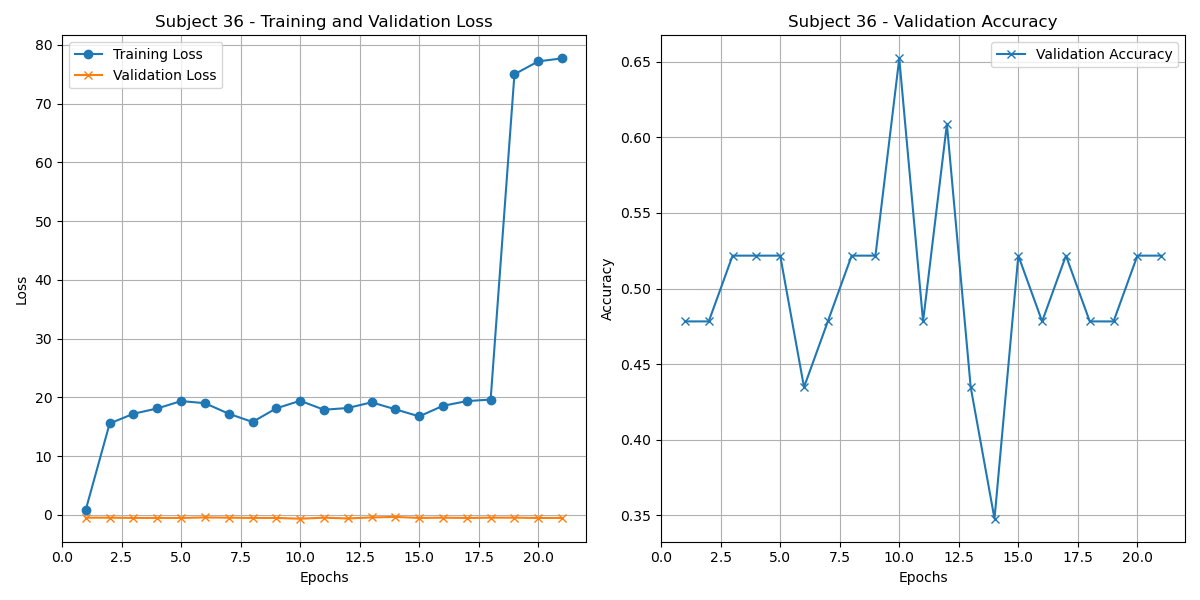 Subject 36 - Training and Validation Loss
Training Loss
Validation Loss
80
70
60
50
40
30
20
10
0
Loss
0.0 2.5 5.0 7.5 10.0 12.5 15.0 17.5 20.0
Epochs
Subject 36 - Validation Accuracy
Validation Accuracy
0.65
0.60
0.55
0.50
0.45
0.40
0.35
Accuracy
0.0 2.5 5.0 7.5 10.0 12.5 15.0 17.5 20.0
Epochs